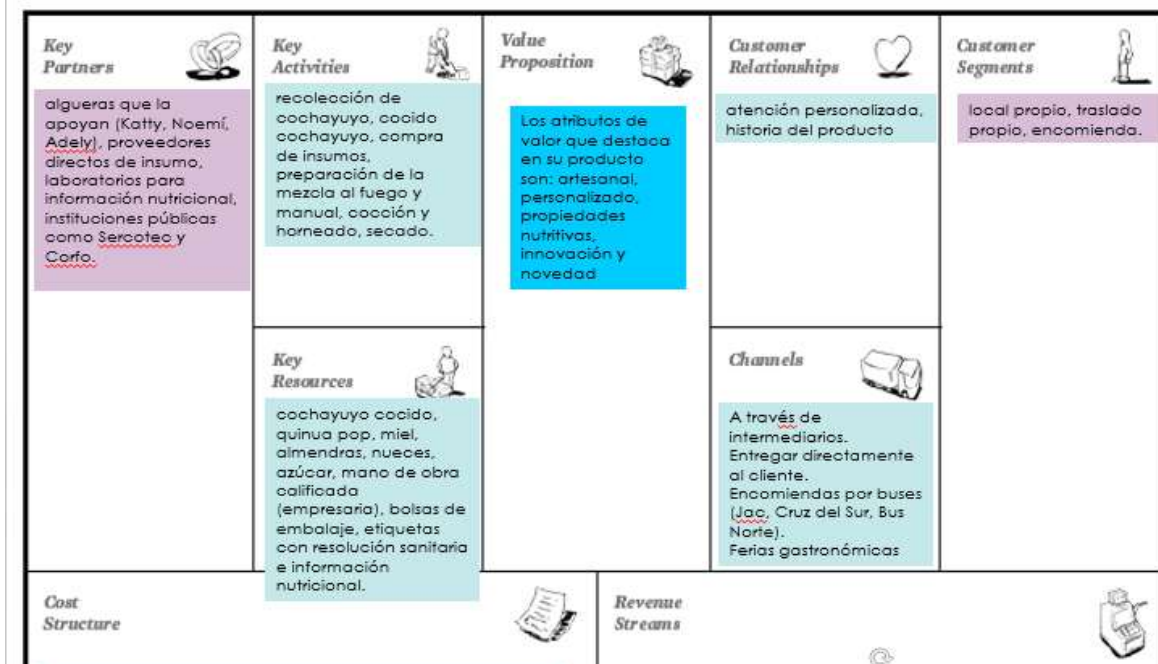 Key
Partners
algueras que la
apoyan (Katty, Noemí,
Adely), proveedores
directos de insumo,
laboratorios para
información nutricional,
instituciones públicas
como Sercotec y
Corfo.
Key
Activities
recolección de
cochayuyo, cocido
cochayuyo, compra
de insumos,
preparación de la
mezcla al fuego y
manual, cocción y
horneado, secado.
Key
Resources
cochayuyo cocido,
quinua pop, miel,
almendras, nueces,
azúcar, mano de obra
calificada
(empresaria), bolsas de
embalaje, etiquetas
con resolución sanitaria
e información
nutricional.
Value
Proposition
Los atributos de
valor que destaca
en su producto
son: artesanal,
personalizado,
propiedades
nutritivas,
innovación y
novedad
Customer
Relationships
atención personalizada,
historia del producto
Channels
A través de
intermediarios.
Entregar directamente
al cliente.
Encomiendas por buses
(Jac, Cruz del Sur, Bus
Norte).
Ferias gastronómicas
Customer
Segments
local propio, traslado
propio, encomienda.
Cost
Structure
Revenue
Streams